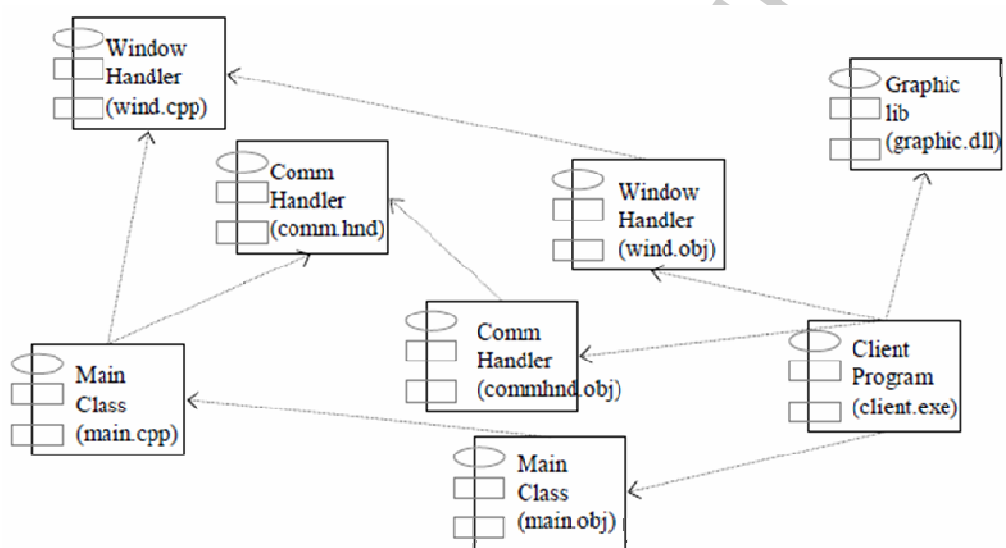 Window
Handler
(wind.cpp)
Graphic
lib
(graphic.dll)
Comm
Handler
(comm.hnd)
Window
Handler
(wind.obj)
Comm
Handler
(commhnd.obj)
Client
Program
(client.exe)
Main
Class
(main.cpp)
Main
Class
(main.obj)